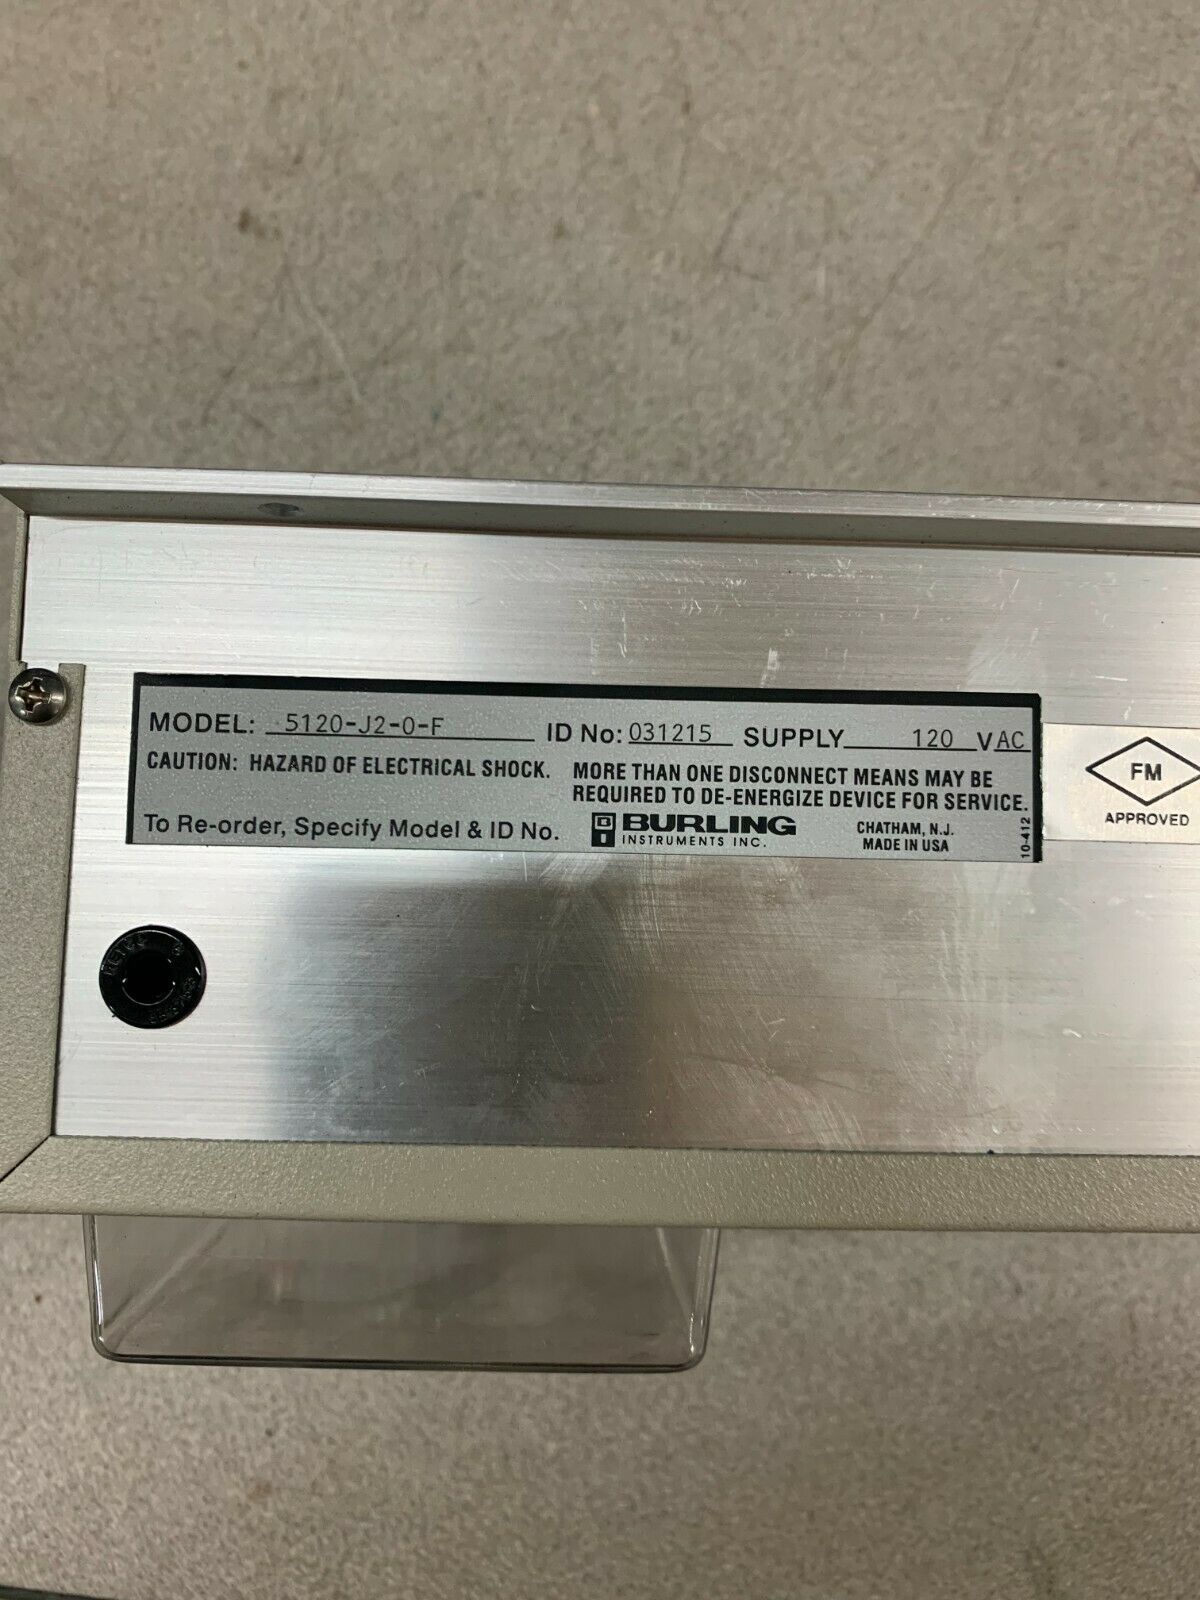 MODEL: 5120-J2-0-F ID No: 031215 SUPPLY 120 VAC
CAUTION: HAZARD OF ELECTRICAL SHOCK. MORE THAN ONE DISCONNECT MEANS MAY BE
REQUIRED TO DE-ENERGIZE DEVICE FOR SERVICE.
To Re-order, Specify Model & ID No. BI BURLING
INSTRUMENTS INC.
CHATHAM, N.J.
MADE IN USA
10-412
FM
APPROVED
HEYCO